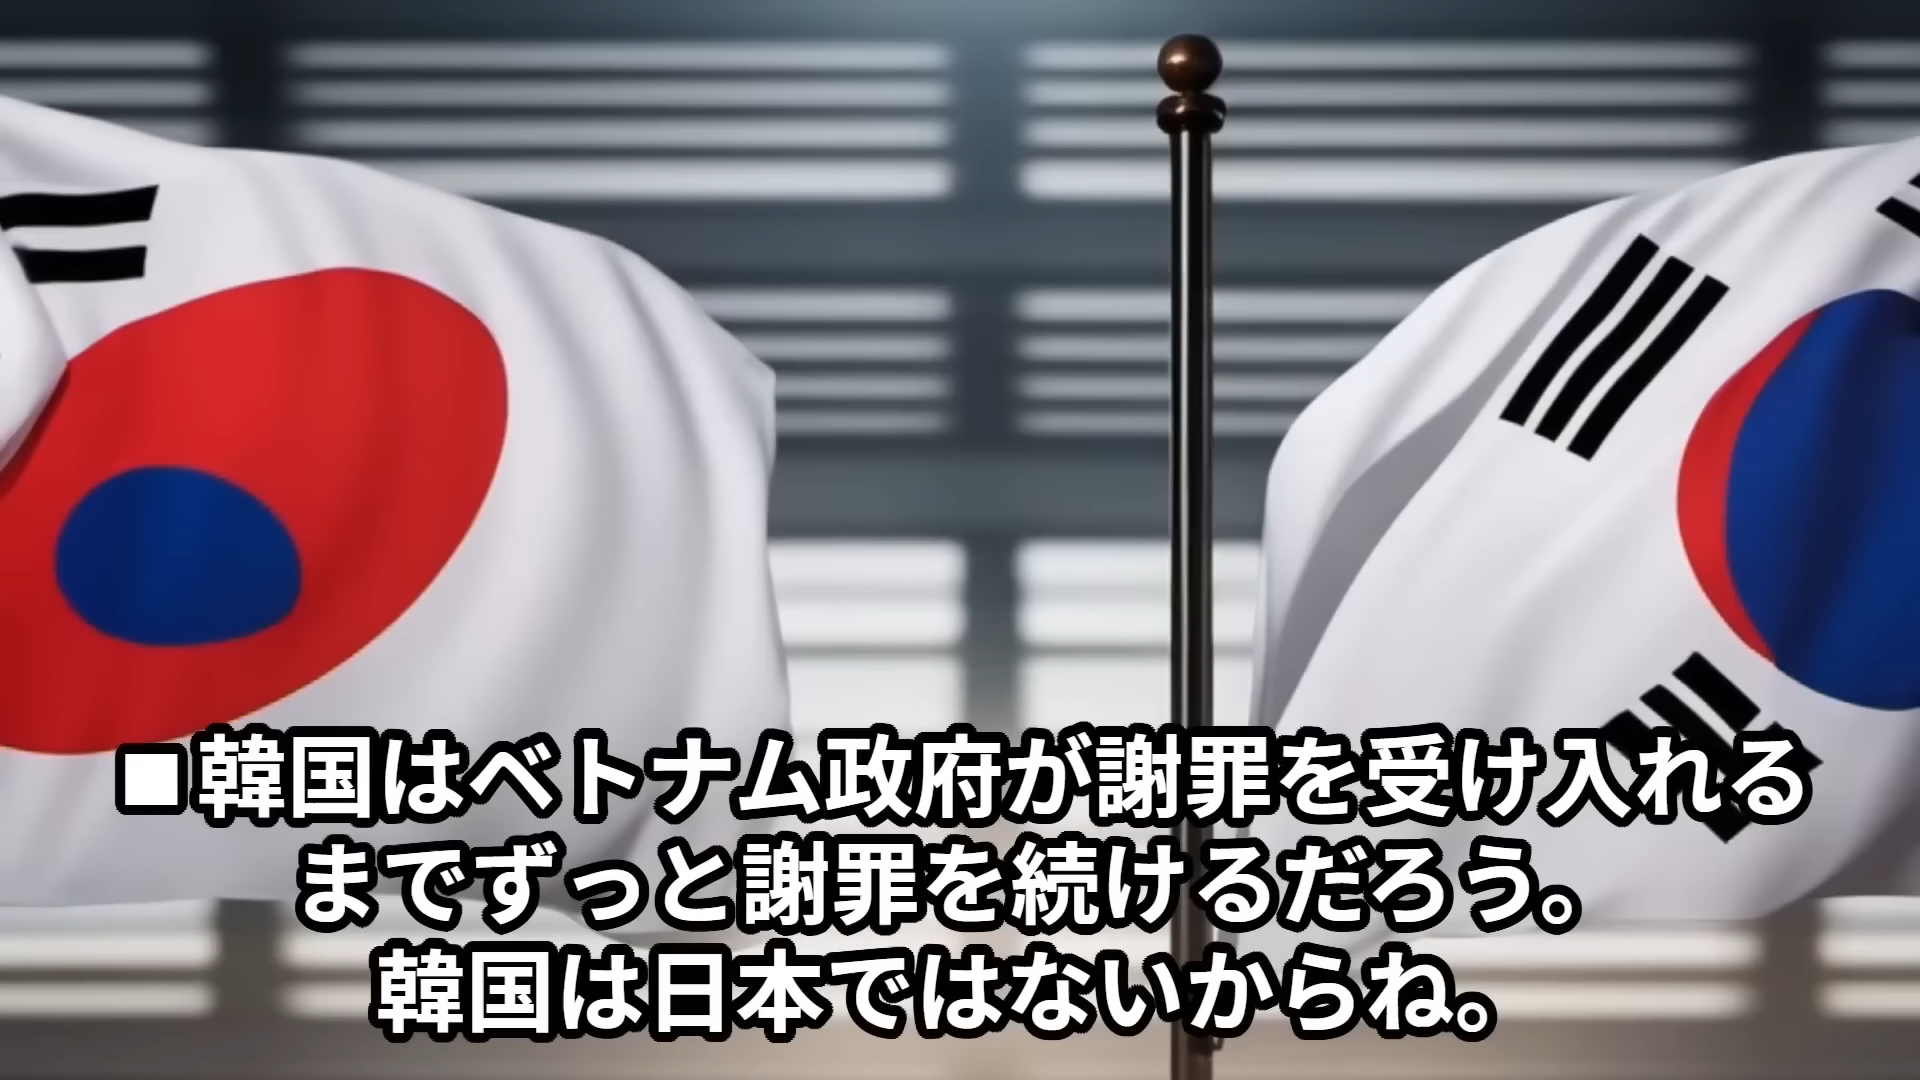 ■韓国はベトナム政府が謝罪を受け入れる
までずっと謝罪を続けるだろう。
韓国は日本ではないからね。